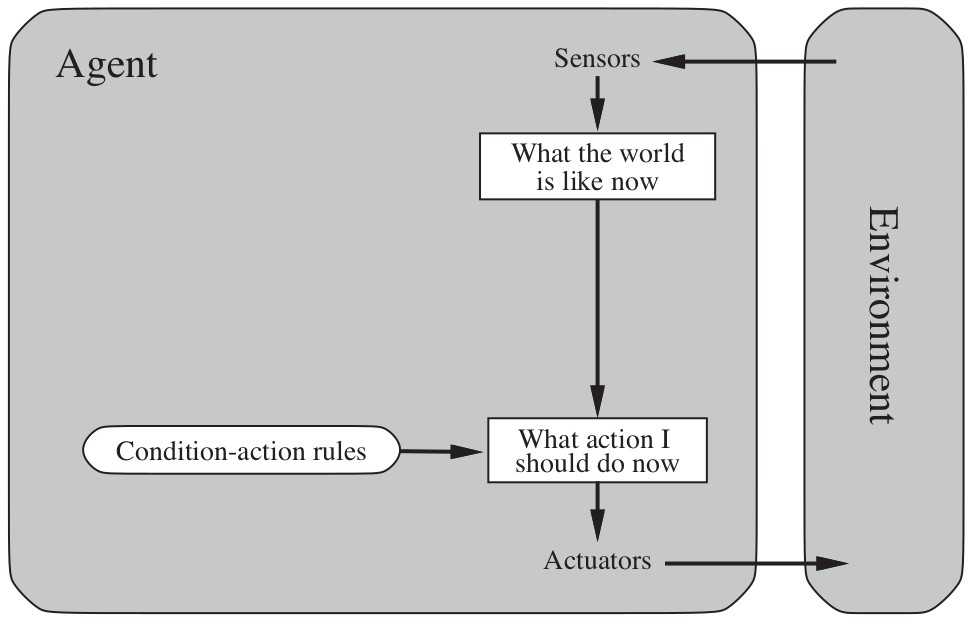 Agent
Sensors
What the world
is like now
Environment
Condition-action rules
What action I
should do now
Actuators